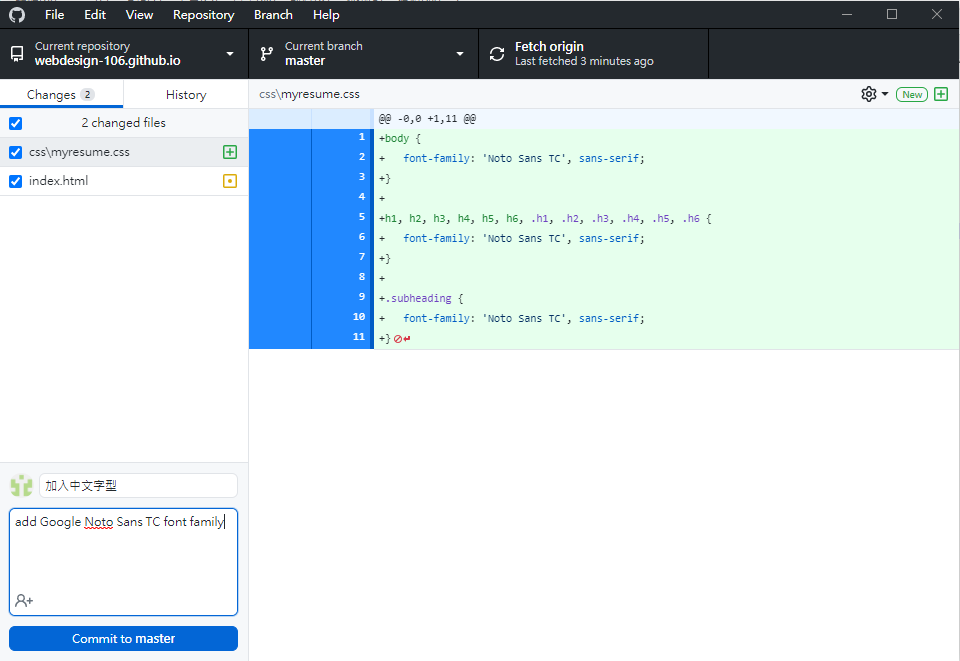 File Edit View Repository Branch Help
Current repository
webdesign-106.github.io
Current branch
master
Fetch origin
Last fetched 3 minutes ago
Changes 2
History
css\myresume.css
New
2 changed files
css\myresume.css
index.html
@@ -0,0 +1,11 @@
1 +body {
2 + font-family: 'Noto Sans TC', sans-serif;
3 +}
4 +
5 +h1, h2, h3, h4, h5, h6, .h1, .h2, .h3, .h4, .h5, .h6 {
6 + font-family: 'Noto Sans TC', sans-serif;
7 +}
8 +
9 +.subheading {
10 + font-family: 'Noto Sans TC', sans-serif;
11 +}
加入中文字型
add Google Noto Sans TC font family
Commit to master